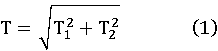 T = √(T₁² + T₂²) (1)